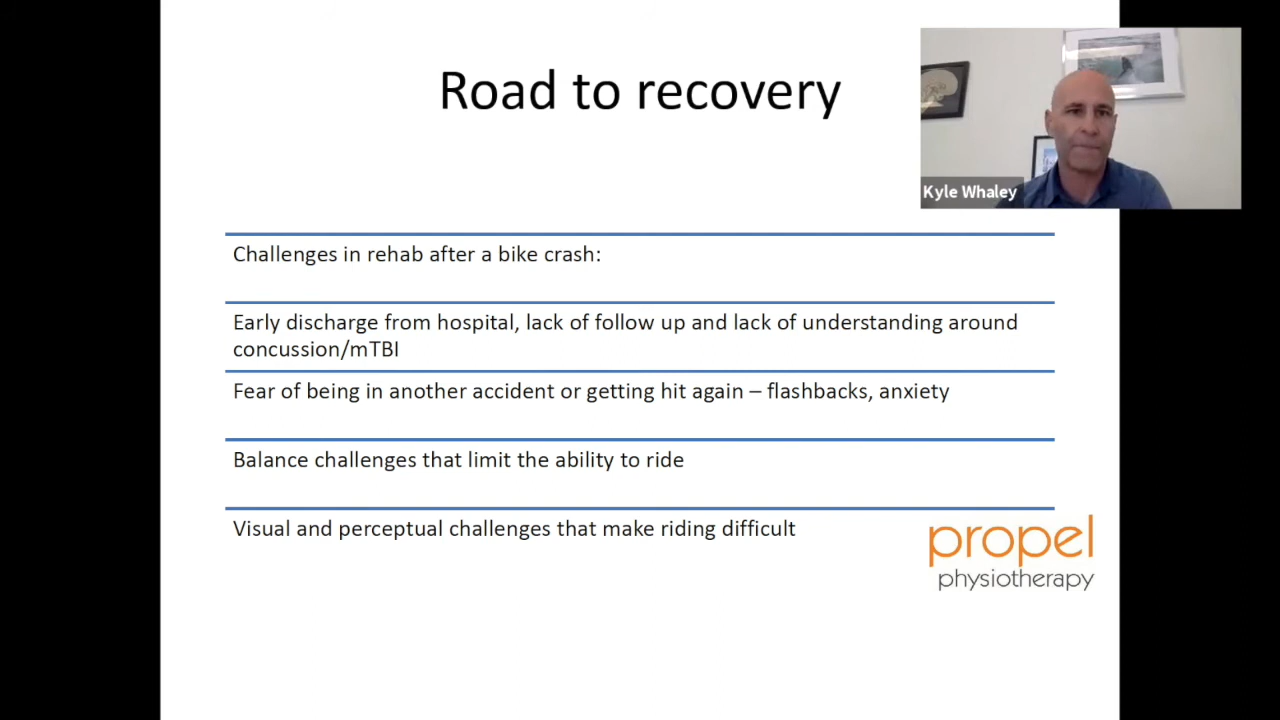 Road to recovery
Kyle Whaley
Challenges in rehab after a bike crash:
Early discharge from hospital, lack of follow up and lack of understanding around
concussion/mTBI
Fear of being in another accident or getting hit again – flashbacks, anxiety
Balance challenges that limit the ability to ride
Visual and perceptual challenges that make riding difficult
propel
physiotherapy